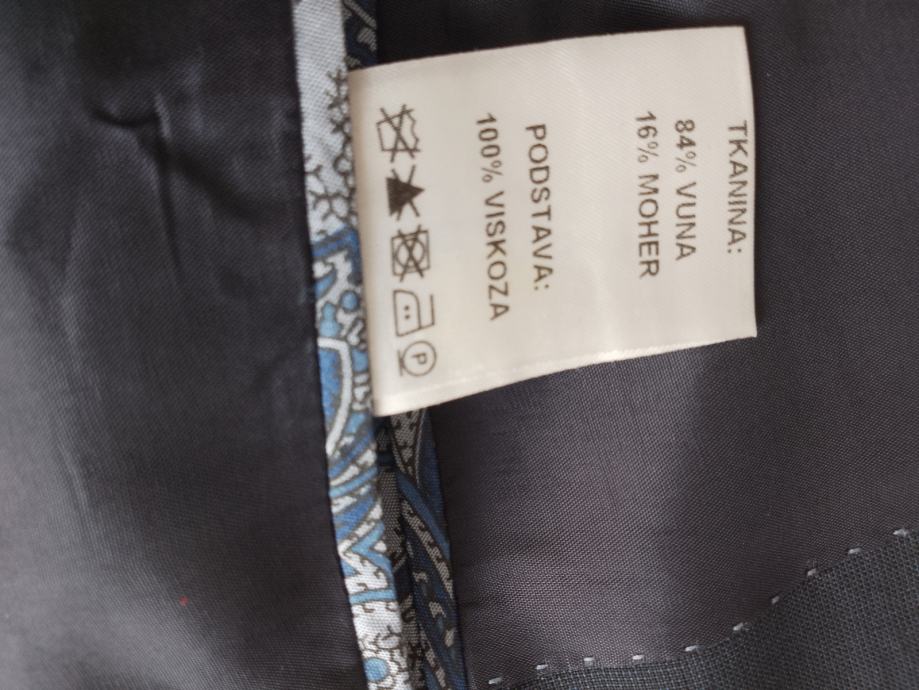 TKANINA:
84% VUNA
16% MOHER
PODSTAVA:
100% VISKOZA
P